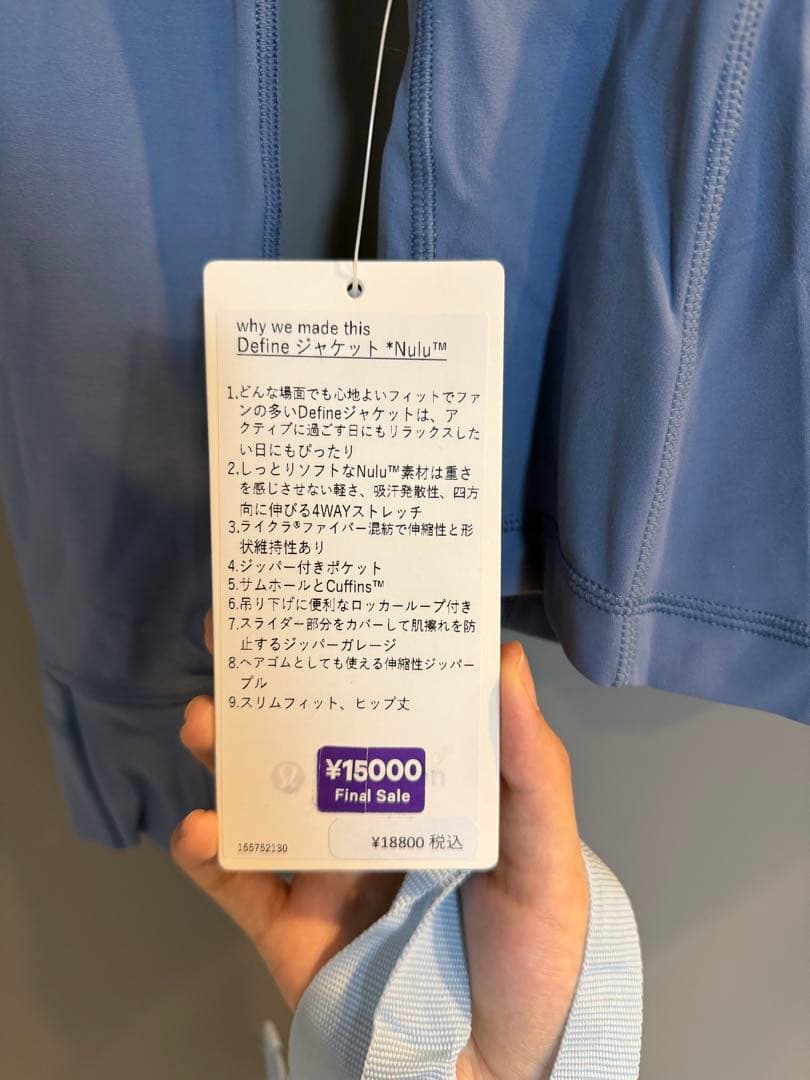 why we made this
Define ジャケット *Nulu™
1.どんな場面でも心地よいフィットでファ
ンの多いDefineジャケットは、ア
クティブに過ごす日にもリラックスした
い日にもぴったり
2.しっとりソフトなNulu™素材は重さ
を感じさせない軽さ、吸汗発散性、四方
向に伸びる4WAYストレッチ
3.ライクラ®ファイバー混紡で伸縮性と形
状維持性あり
4.ジッパー付きポケット
5.サムホールとCuffins™
6.吊り下げに便利なロッカーループ付き
7.スライダー部分をカバーして肌擦れを防
止するジッパーガレージ
8.ヘアゴムとしても使える伸縮性ジッパー
プル
9.スリムフィット、ヒップ丈
¥15000
Final Sale
¥18800 税込
155752130